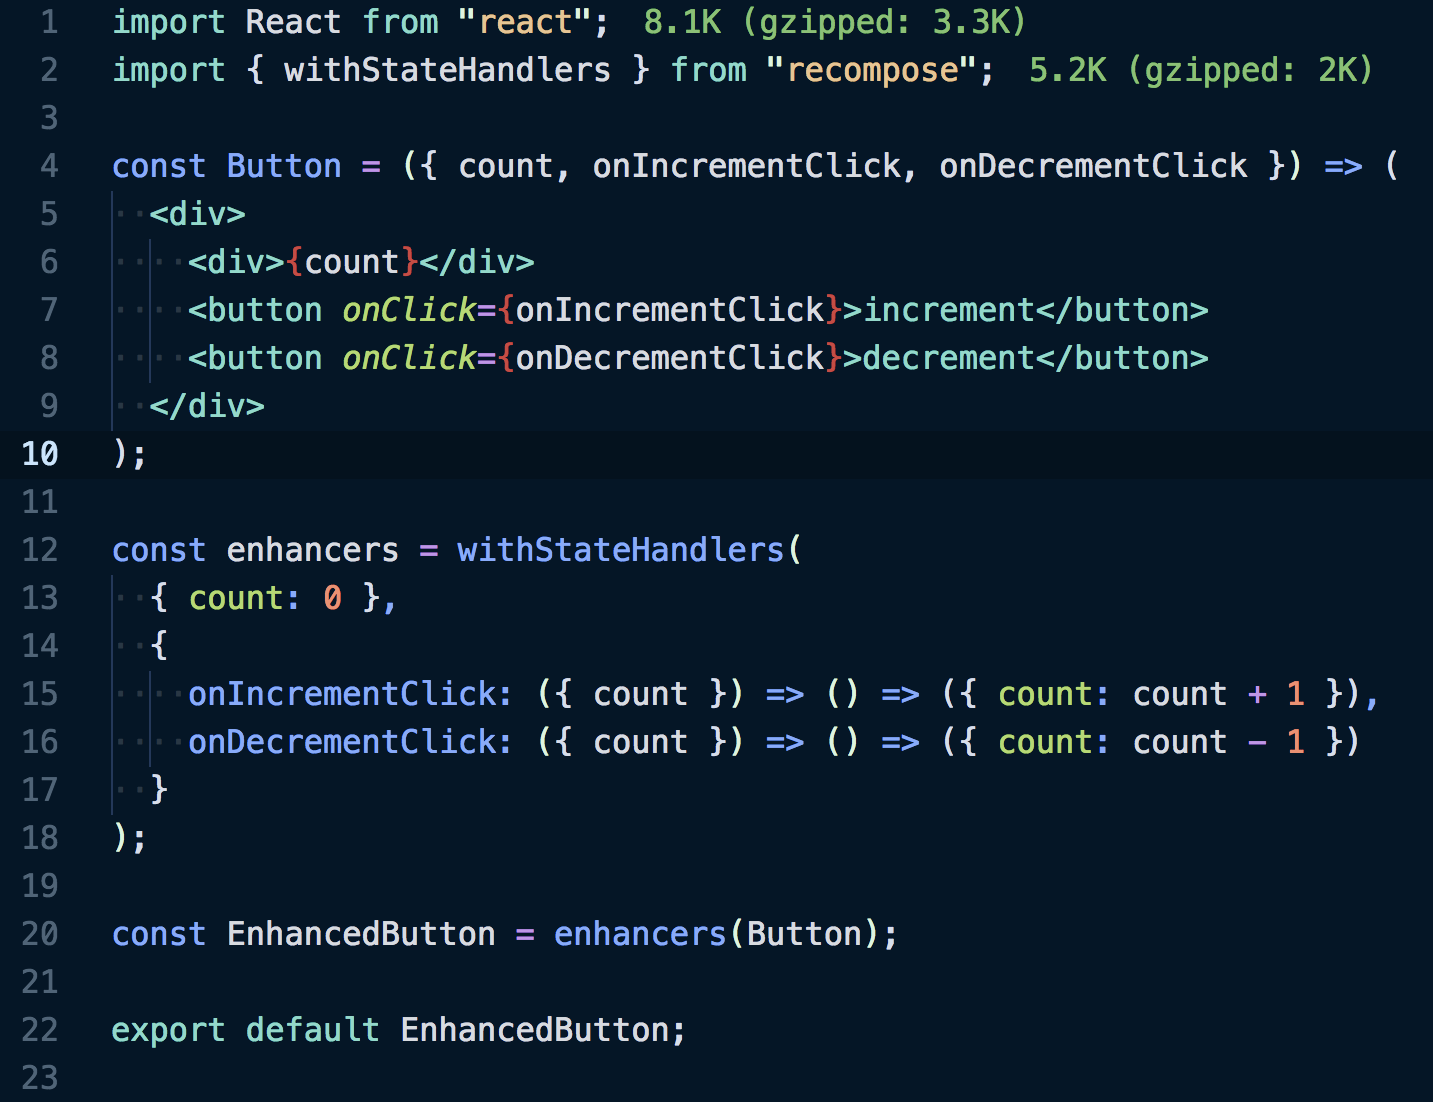 1 import React from "react"; 8.1K (gzipped: 3.3K)
2 import { withStateHandlers } from "recompose"; 5.2K (gzipped: 2K)
3
4 const Button = ({ count, onIncrementClick, onDecrementClick }) => (
5 <div>
6 <div>{count}</div>
7 <button onClick={onIncrementClick}>increment</button>
8 <button onClick={onDecrementClick}>decrement</button>
9 </div>
10 );
11
12 const enhancers = withStateHandlers(
13 { count: 0 },
14 {
15 onIncrementClick: ({ count }) => () => ({ count: count + 1 }),
16 onDecrementClick: ({ count }) => () => ({ count: count - 1 })
17 }
18 );
19
20 const EnhancedButton = enhancers(Button);
21
22 export default EnhancedButton;
23